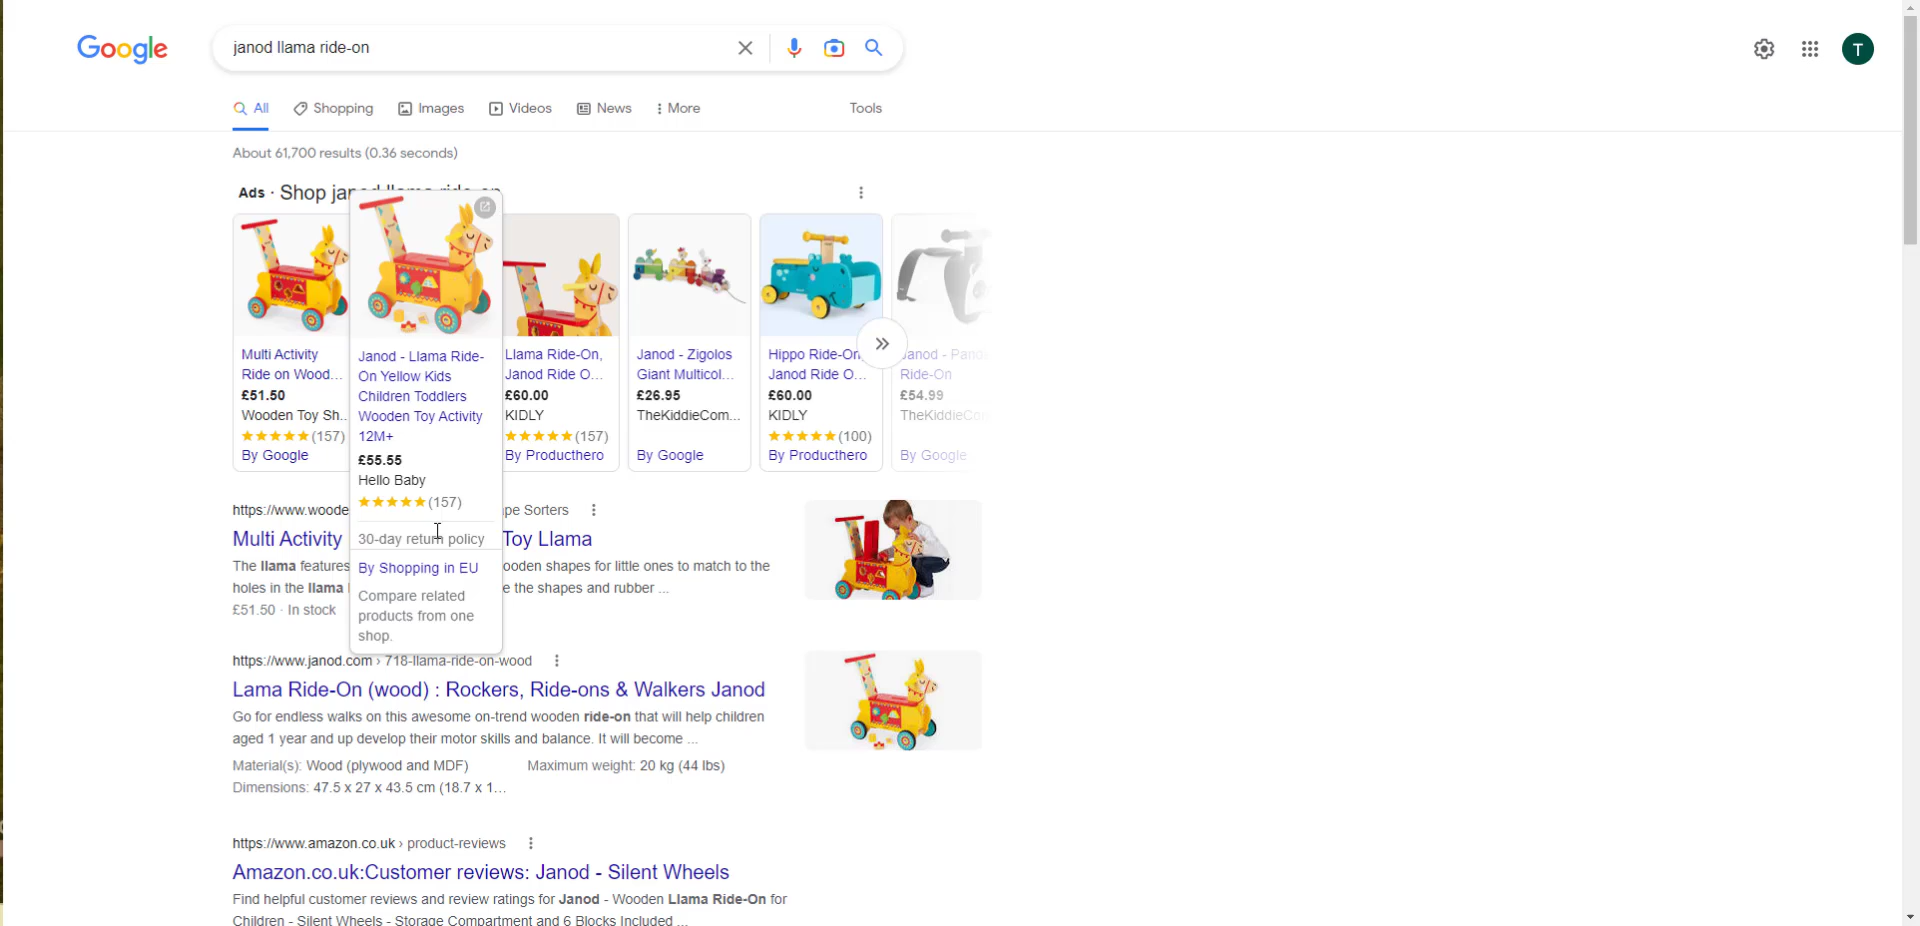 Google
janod llama ride-on
T
All
Shopping
Images
Videos
News
More
Tools
About 61,700 results (0.36 seconds)
Ads · Shop janod llama ride-on
Multi Activity
Ride on Wood...
£51.50
Wooden Toy Sh...
(157)
By Google
Janod - Llama Ride-
On Yellow Kids
Children Toddlers
Wooden Toy Activity
12M+
£55.55
Hello Baby
(157)
30-day return policy
By Shopping in EU
Compare related
products from one
shop.
Llama Ride-On,
Janod Ride O...
£60.00
KIDLY
(157)
By Producthero
Janod - Zigolos
Giant Multicol...
£26.95
TheKiddieCom...
By Google
Hippo Ride-On
Janod Ride O...
£60.00
KIDLY
(100)
By Producthero
Janod - Panda
Ride-On
£54.99
TheKiddieCo
By Google
https://www.woode pe Sorters
Multi Activity Toy Llama
The llama features ooden shapes for little ones to match to the
holes in the llama e the shapes and rubber ...
£51.50 · In stock
https://www.janod.com › 718-llama-ride-on-wood
Lama Ride-On (wood) : Rockers, Ride-ons & Walkers Janod
Go for endless walks on this awesome on-trend wooden ride-on that will help children
aged 1 year and up develop their motor skills and balance. It will become ...
Material(s): Wood (plywood and MDF) Maximum weight: 20 kg (44 lbs)
Dimensions: 47.5 x 27 x 43.5 cm (18.7 x 1...
https://www.amazon.co.uk › product-reviews
Amazon.co.uk:Customer reviews: Janod - Silent Wheels
Find helpful customer reviews and review ratings for Janod - Wooden Llama Ride-On for
Children - Silent Wheels - Storage Compartment and 6 Blocks Included ...